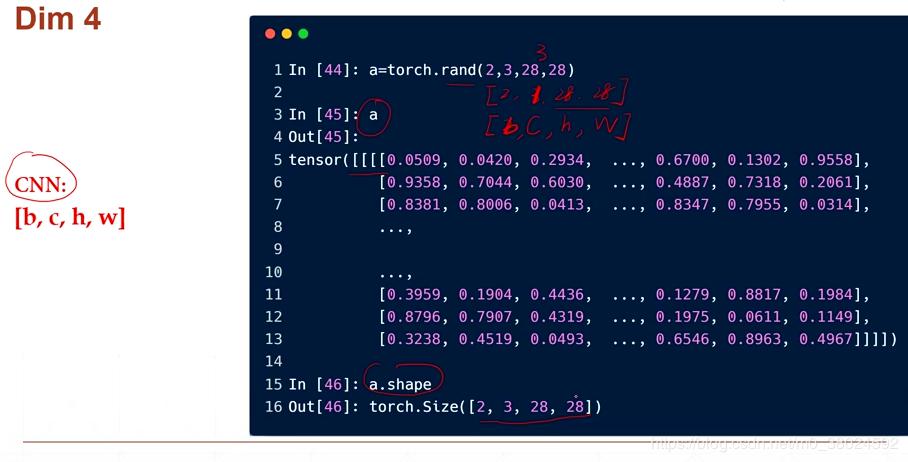 Dim 4
3
1 In [44]: a=torch.rand(2,3,28,28)
2
[2, 1, 28, 28]
3 In [45]: a
[b, C, h, W]
4 Out[45]:
5 tensor([[[[0.0509, 0.0420, 0.2934,  ..., 0.6700, 0.1302, 0.9558],
6 [0.9358, 0.7044, 0.6030,  ..., 0.4887, 0.7318, 0.2061],
7 [0.8381, 0.8006, 0.0413,  ..., 0.8347, 0.7955, 0.0314],
8 ...,
9
10 ...,
11 [0.3959, 0.1904, 0.4436,  ..., 0.1279, 0.8817, 0.1984],
12 [0.8796, 0.7907, 0.4319,  ..., 0.1975, 0.0611, 0.1149],
13 [0.3238, 0.4519, 0.0493,  ..., 0.6546, 0.8963, 0.4967]]]])
14
15 In [46]: a.shape
16 Out[46]: torch.Size([2, 3, 28, 28])
CNN:
[b, c, h, w]